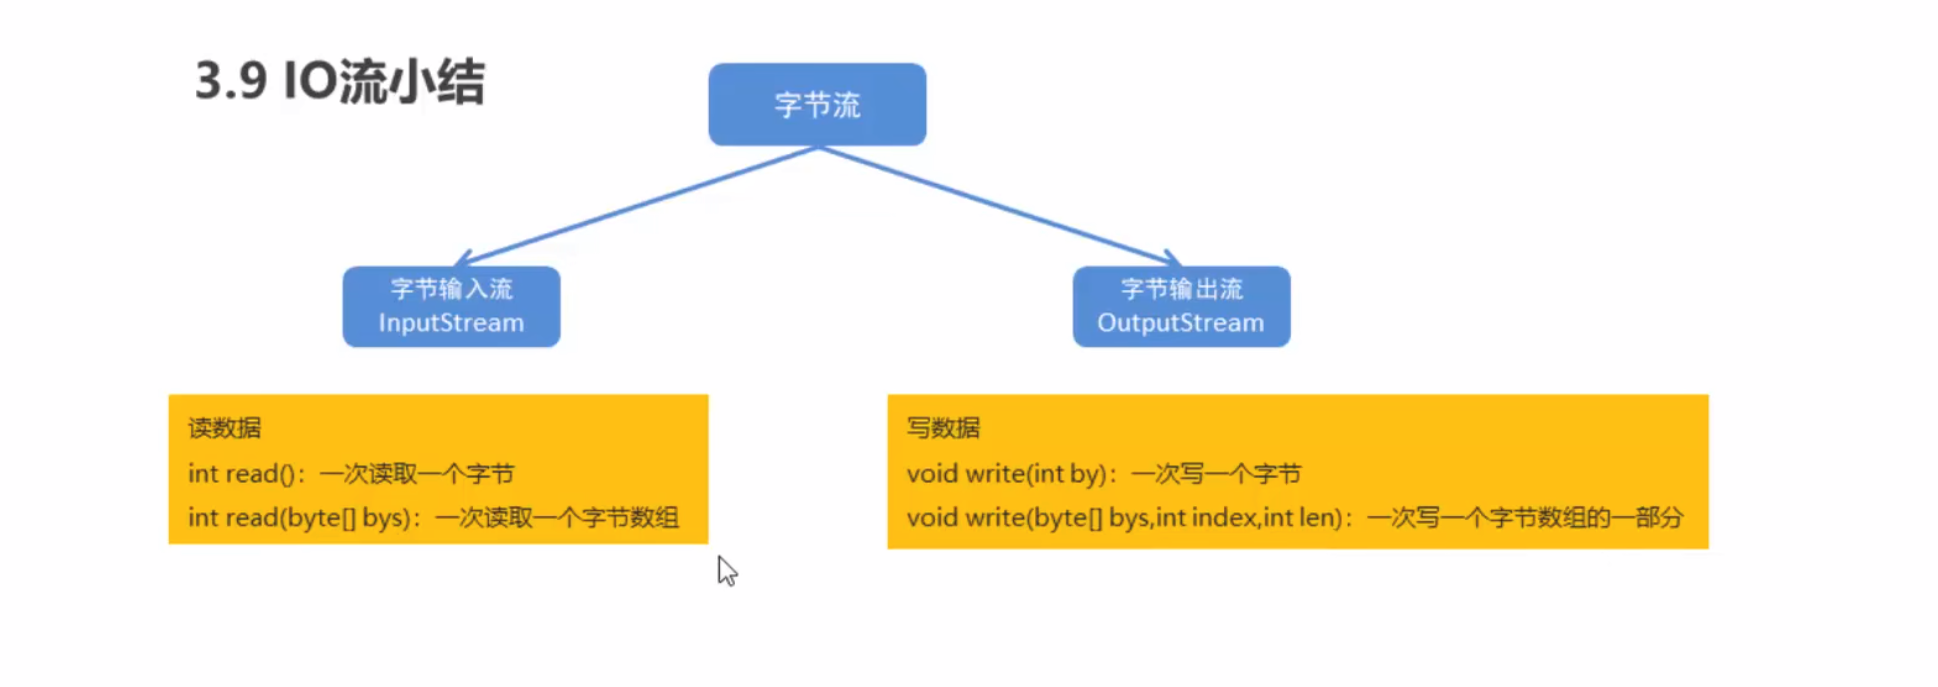 3.9 IO流小结
字节流
字节输入流
InputStream
字节输出流
OutputStream
读数据
int read()：一次读取一个字节
int read(byte[] bys)：一次读取一个字节数组
写数据
void write(int by)：一次写一个字节
void write(byte[] bys,int index,int len)：一次写一个字节数组的一部分